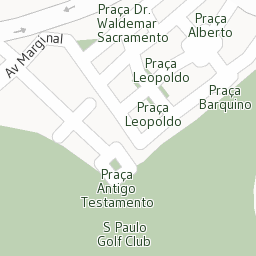 Praça Dr.
Waldemar
Sacramento
Praça
Alberto
Av Marginal
Praça
Leopoldo
Praça
Barquino
Praça
Leopoldo
Praça
Antigo
Testamento
S Paulo
Golf Club